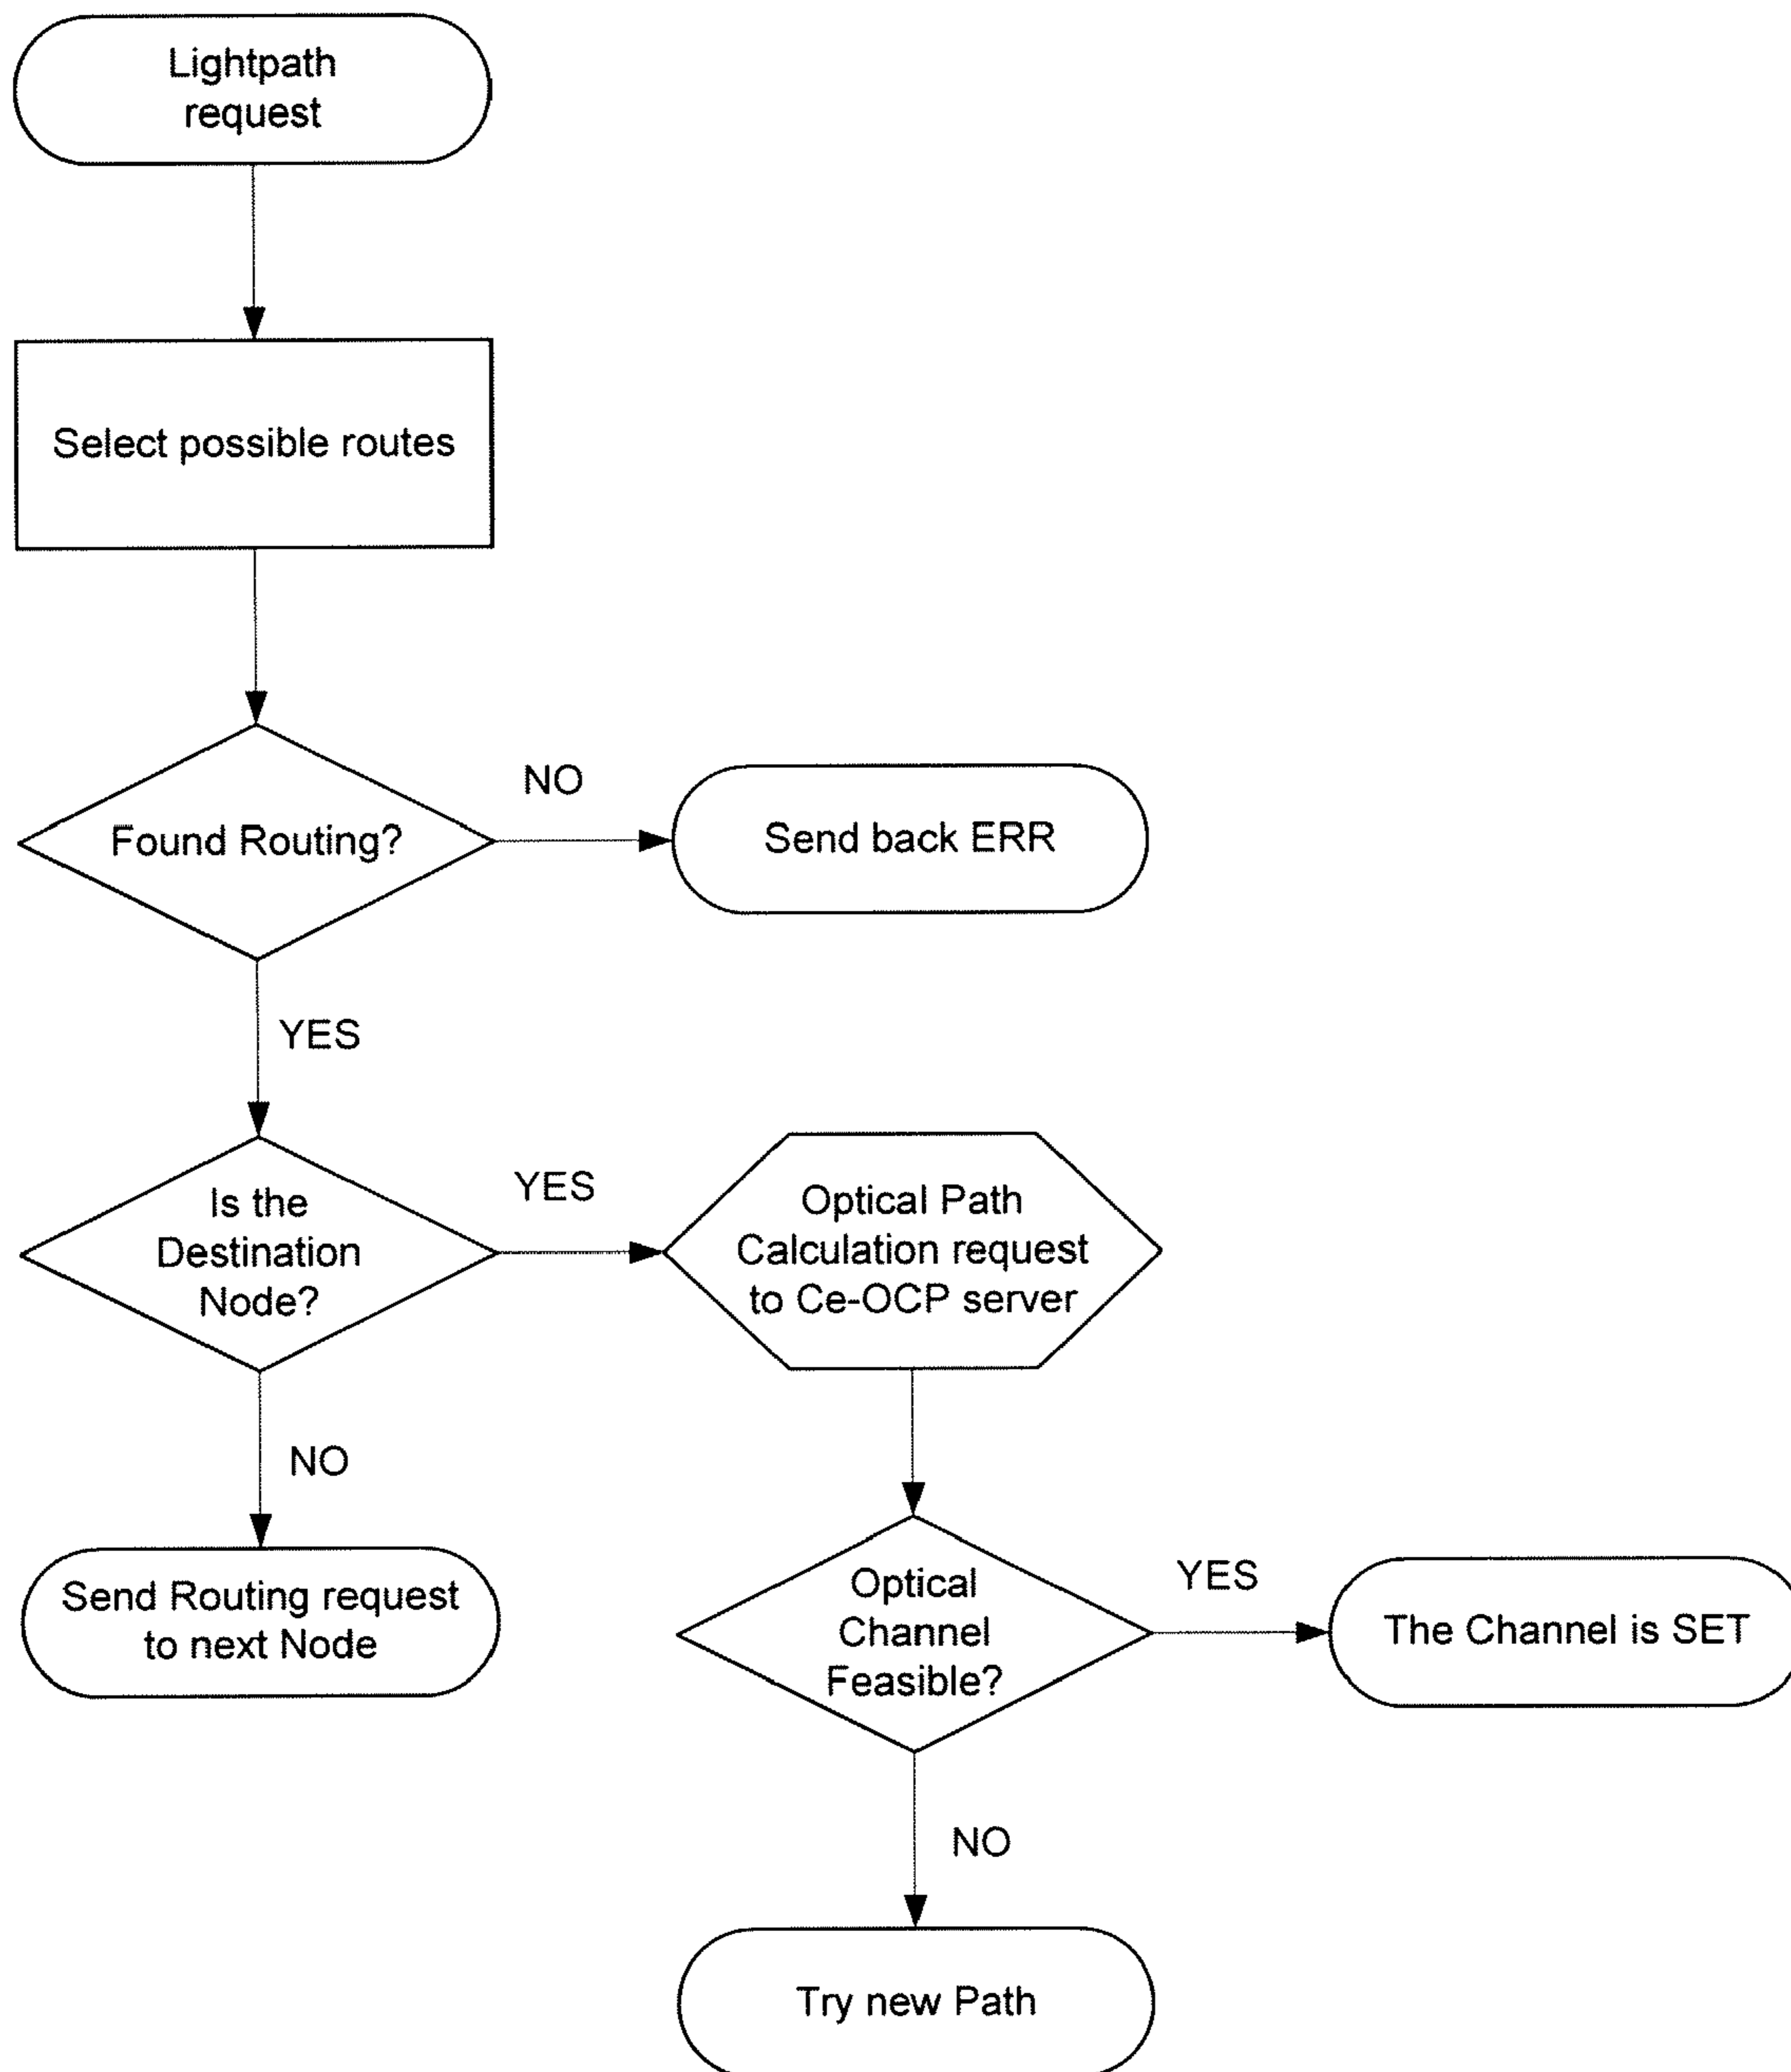 Lightpath
request
Select possible routes
Found Routing?
NO
Send back ERR
YES
Is the
Destination
Node?
YES
Optical Path
Calculation request
to Ce-OCP server
NO
Send Routing request
to next Node
Optical
Channel
Feasible?
YES
The Channel is SET
NO
Try new Path